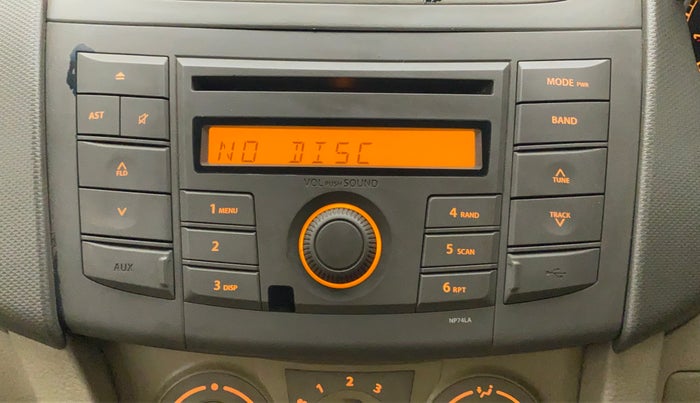 MODE PWR
AST
BAND
NO DISC
FLD
TUNE
VOL PUSH SOUND
1 MENU
4 RAND
TRACK
2
5 SCAN
AUX
3 DISP
6 RPT
NP74LA
1 2 3